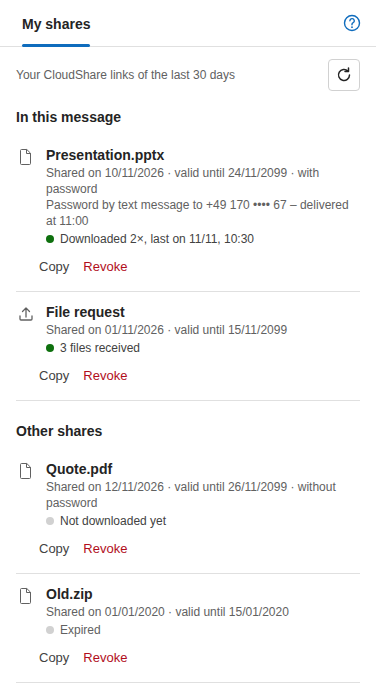 My shares
Your CloudShare links of the last 30 days
In this message
Presentation.pptx
Shared on 10/11/2026 · valid until 24/11/2099 · with
password
Password by text message to +49 170 •••• 67 – delivered
at 11:00
Downloaded 2×, last on 11/11, 10:30
Copy Revoke
File request
Shared on 01/11/2026 · valid until 15/11/2099
3 files received
Copy Revoke
Other shares
Quote.pdf
Shared on 12/11/2026 · valid until 26/11/2099 · without
password
Not downloaded yet
Copy Revoke
Old.zip
Shared on 01/01/2020 · valid until 15/01/2020
Expired
Copy Revoke